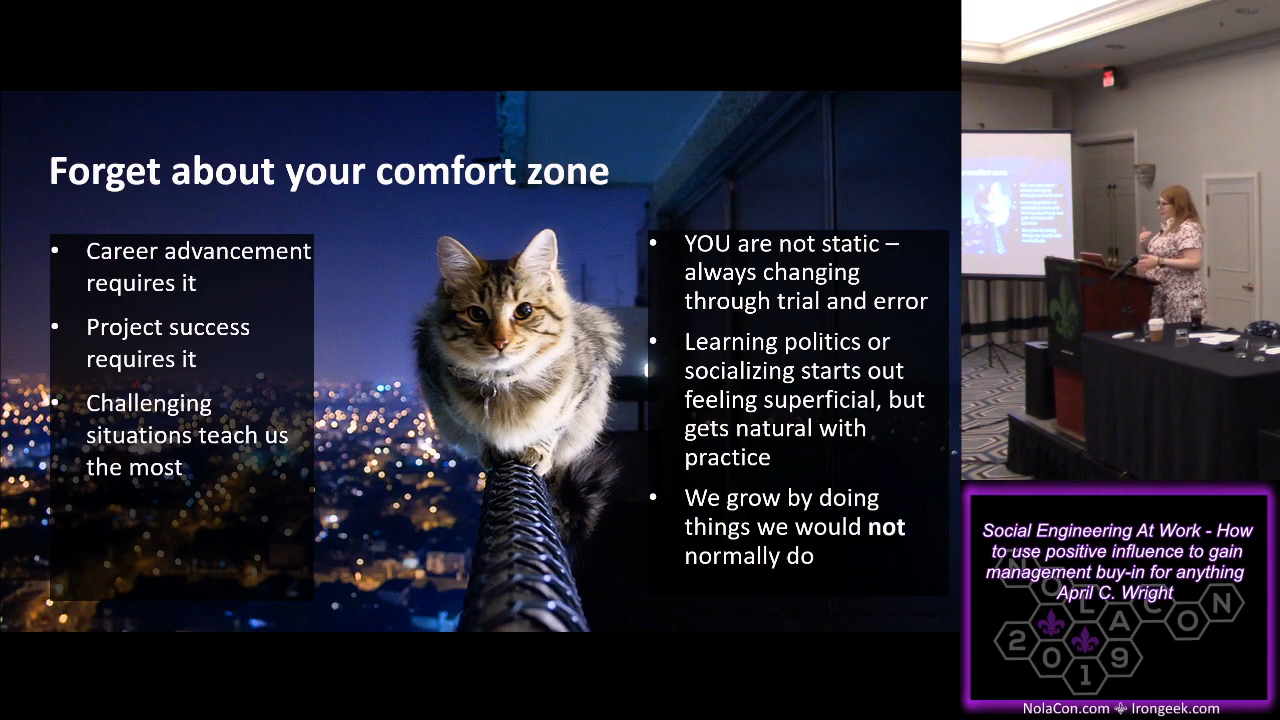 Forget about your comfort zone
• Career advancement
requires it
• Project success
requires it
• Challenging
situations teach us
the most
• YOU are not static –
always changing
through trial and error
• Learning politics or
socializing starts out
feeling superficial, but
gets natural with
practice
• We grow by doing
things we would not
normally do
Social Engineering At Work - How
to use positive influence to gain
management buy-in for anything
April C. Wright
NOLACON
2019
NolaCon.com Irongeek.com